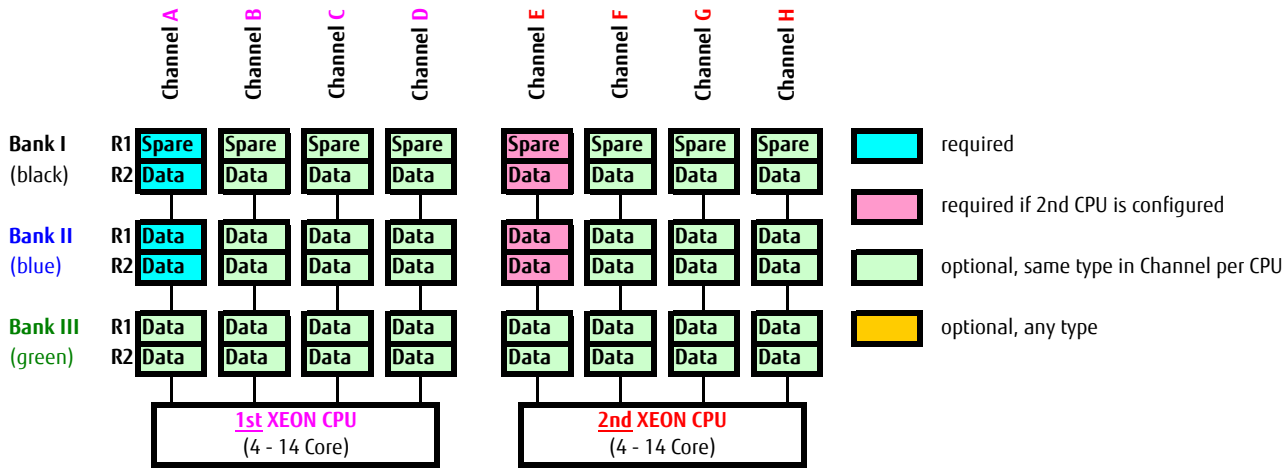 Channel A Channel B Channel C Channel D Channel E Channel F Channel G Channel H
Bank I R1 Spare Spare Spare Spare Spare Spare Spare Spare required
(black) R2 Data Data Data Data Data Data Data Data
required if 2nd CPU is configured
Bank II R1 Data Data Data Data Data Data Data Data
(blue) R2 Data Data Data Data Data Data Data Data optional, same type in Channel per CPU
Bank III R1 Data Data Data Data Data Data Data Data optional, any type
(green) R2 Data Data Data Data Data Data Data Data
1st XEON CPU 2nd XEON CPU
(4 - 14 Core) (4 - 14 Core)